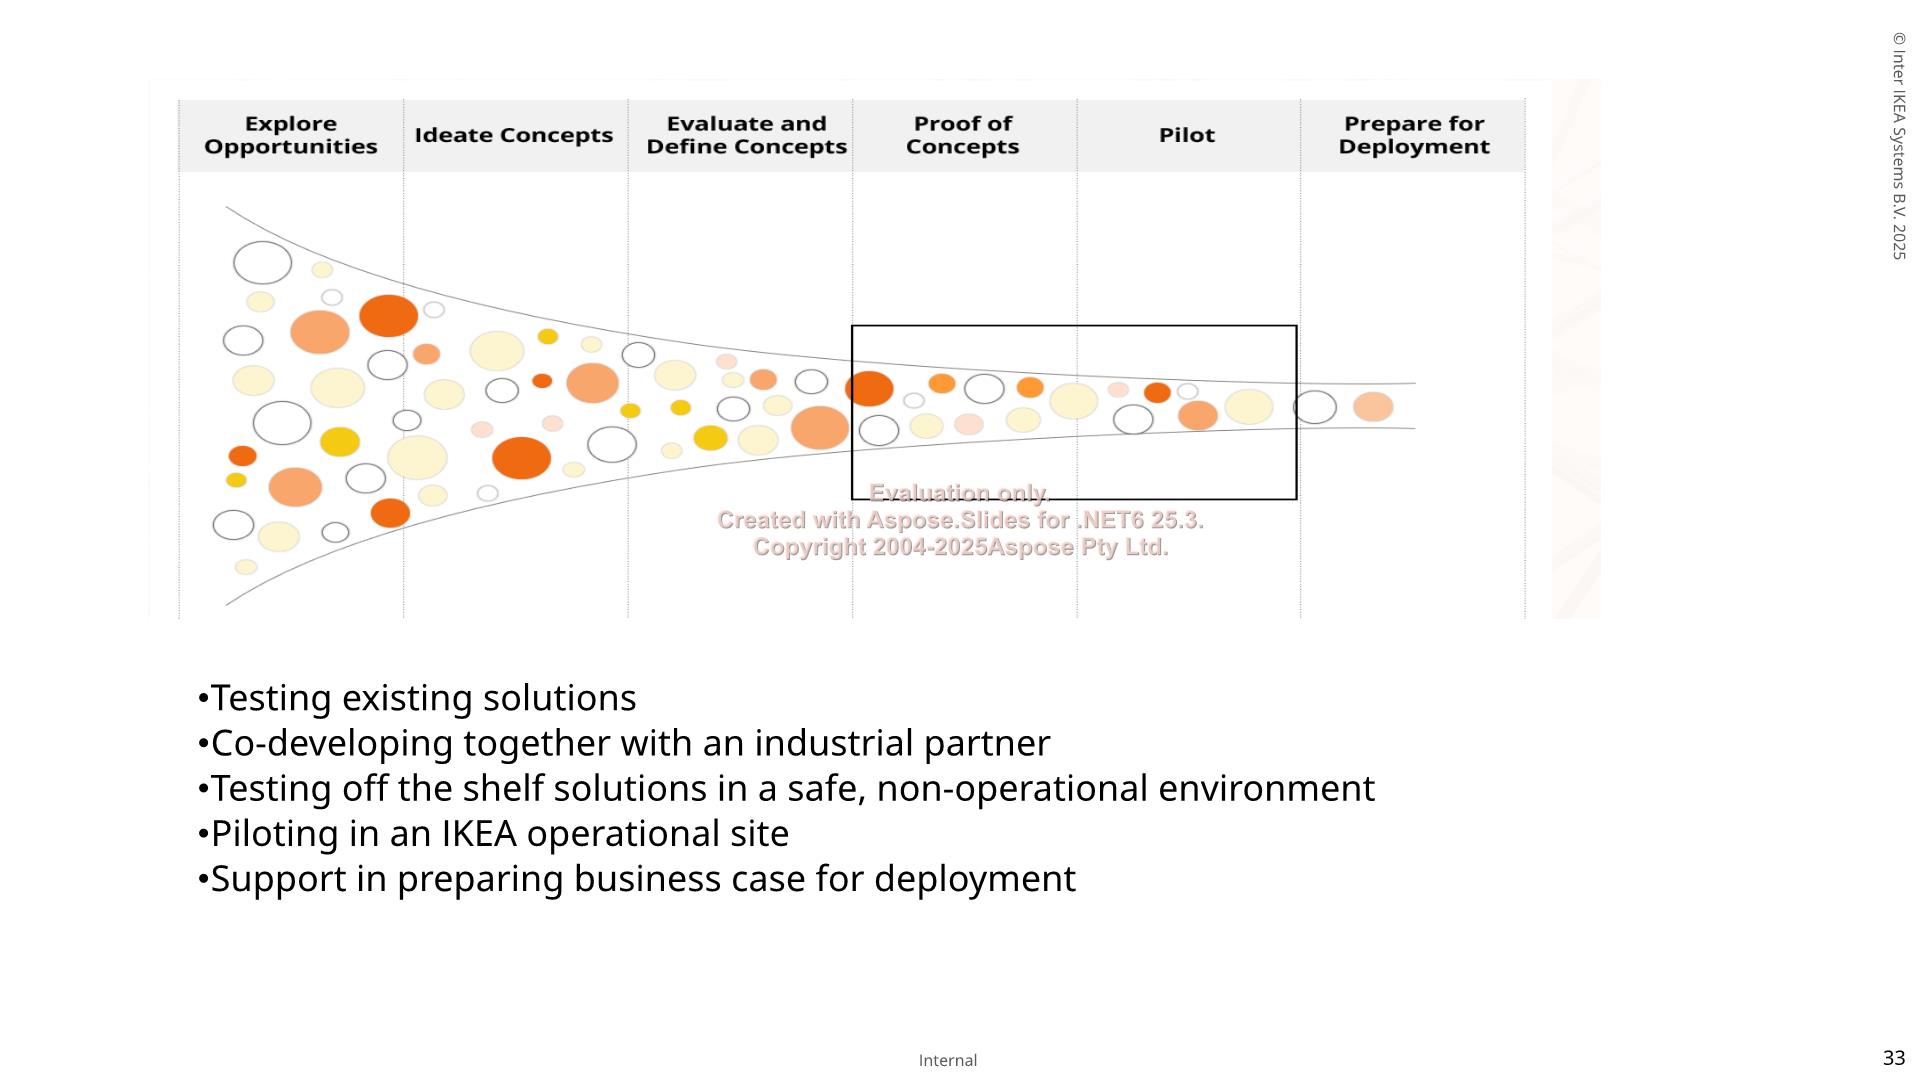 Explore
Opportunities
Ideate Concepts
Evaluate and
Define Concepts
Proof of
Concepts
Pilot
Prepare for
Deployment
Evaluation only.
Created with Aspose.Slides for .NET6 25.3.
Copyright 2004-2025Aspose Pty Ltd.
•Testing existing solutions
•Co-developing together with an industrial partner
•Testing off the shelf solutions in a safe, non-operational environment
•Piloting in an IKEA operational site
•Support in preparing business case for deployment
© Inter IKEA Systems B.V. 2025
Internal
33